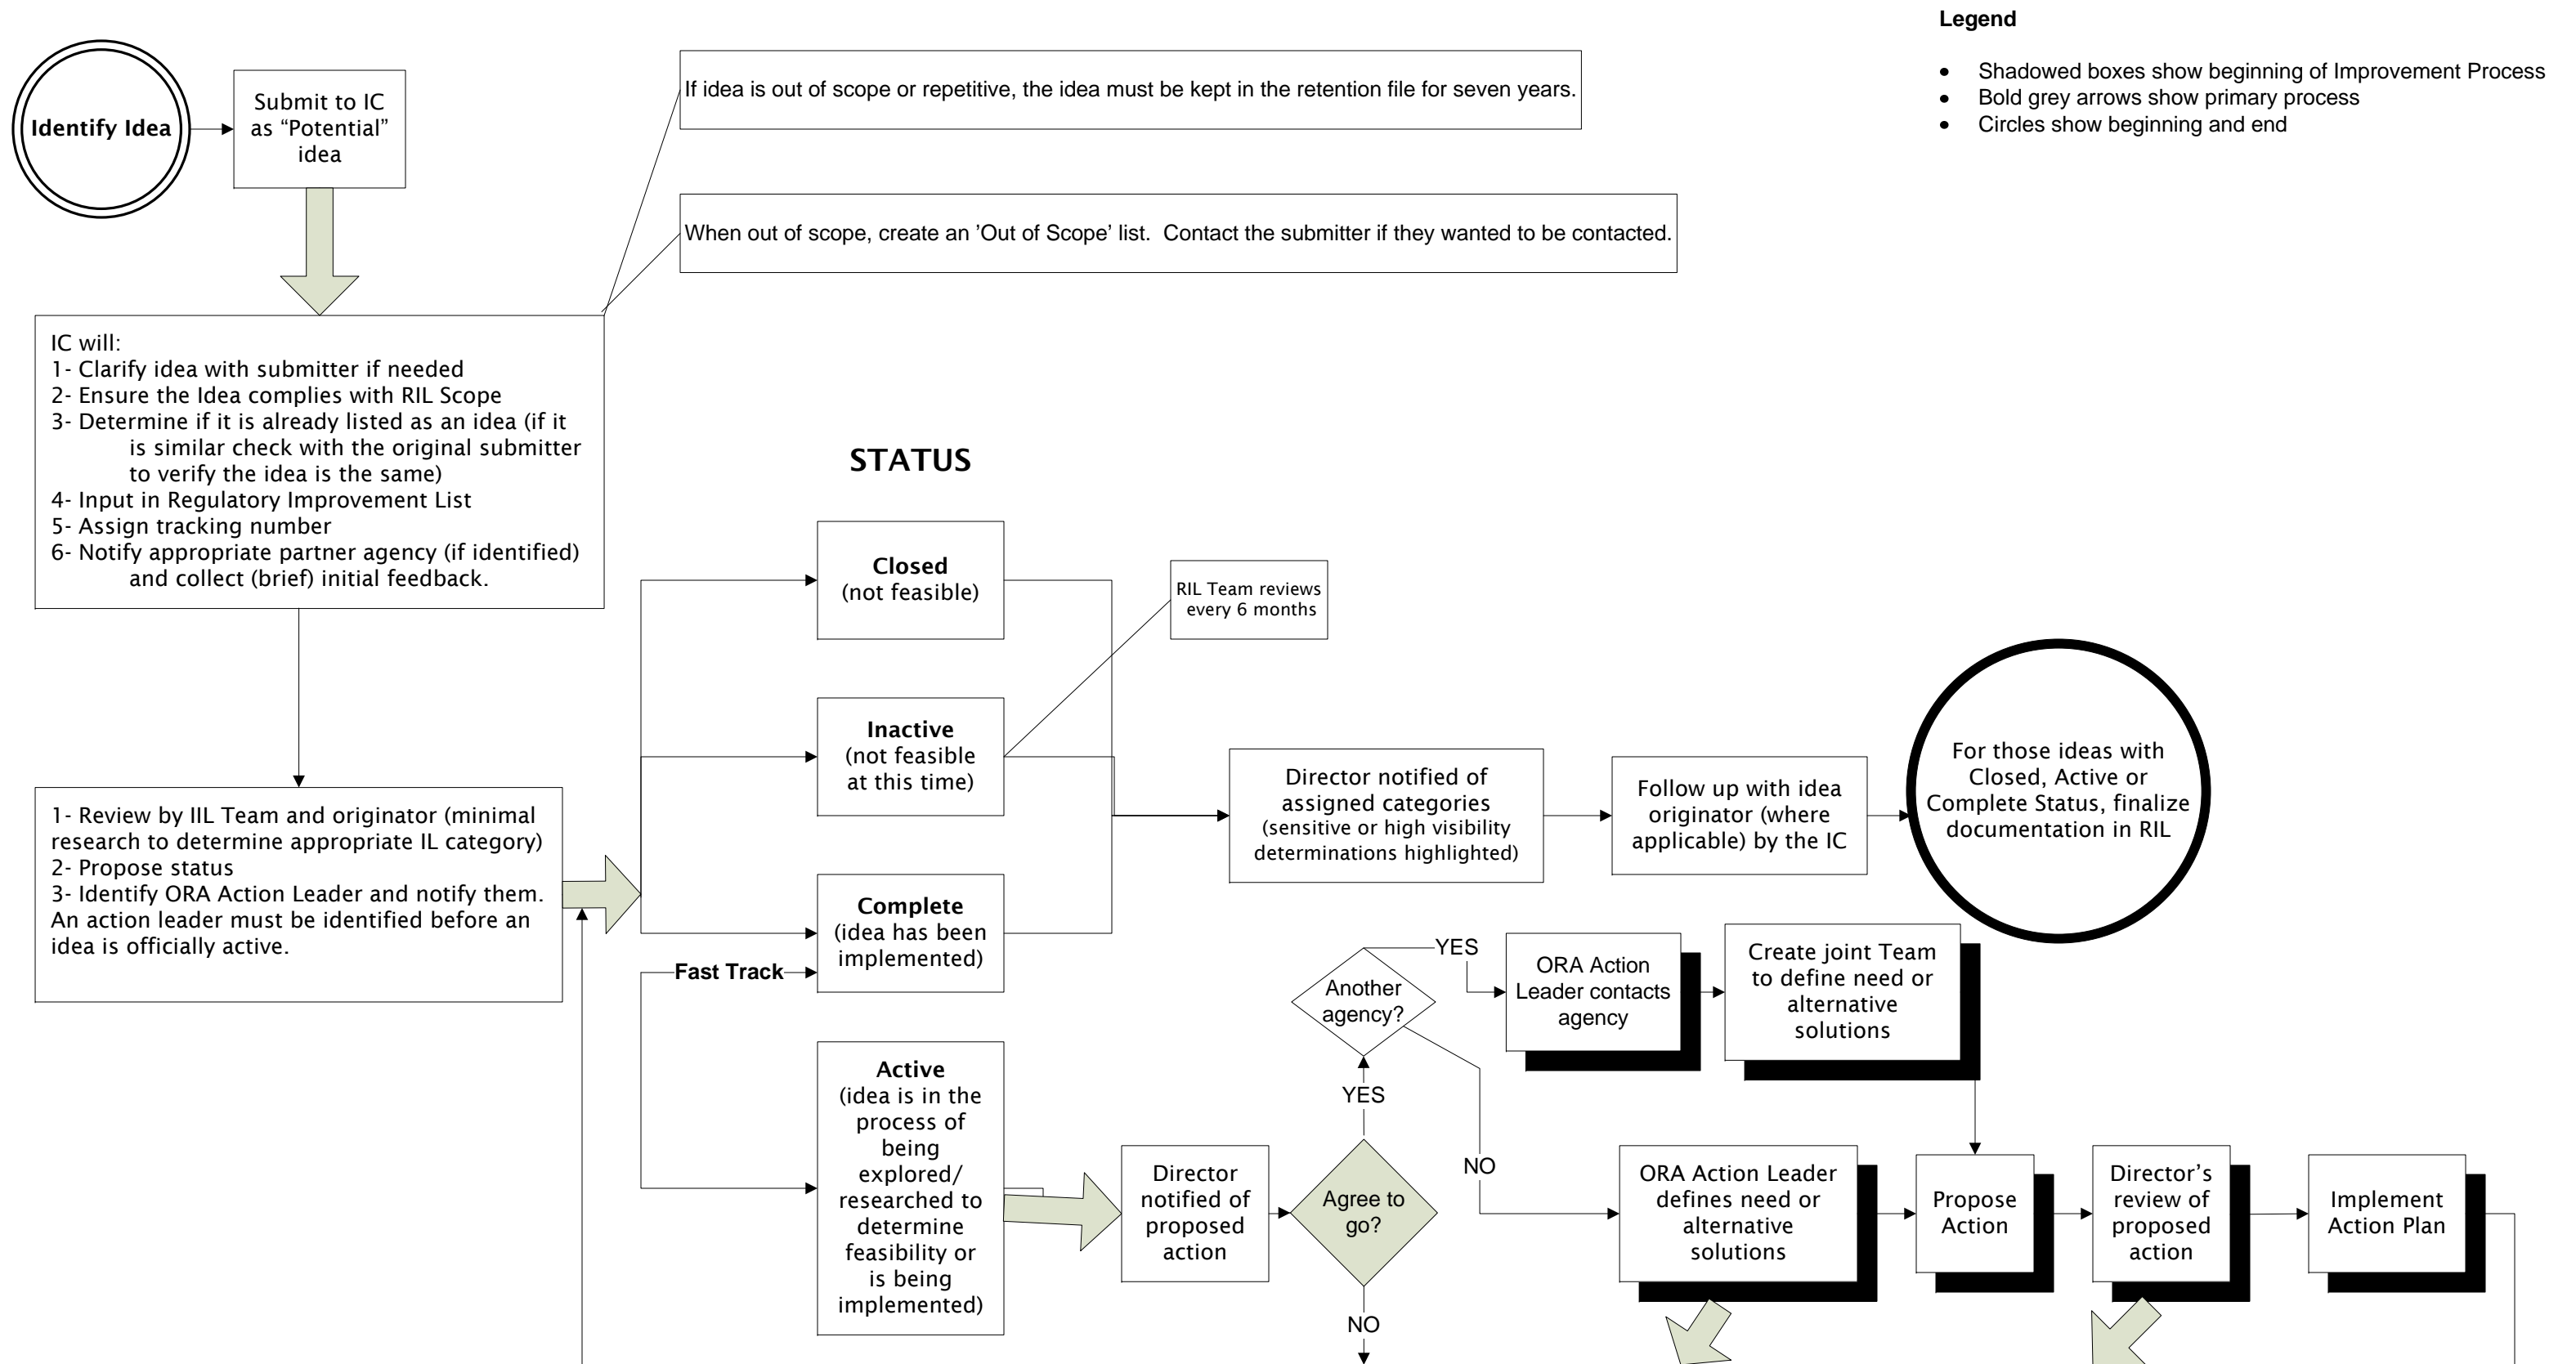 Legend
• Shadowed boxes show beginning of Improvement Process
• Bold grey arrows show primary process
• Circles show beginning and end
Identify Idea
Submit to IC
as “Potential”
idea
If idea is out of scope or repetitive, the idea must be kept in the retention file for seven years.
When out of scope, create an ’Out of Scope’ list.  Contact the submitter if they wanted to be contacted.
IC will:
1- Clarify idea with submitter if needed
2- Ensure the Idea complies with RIL Scope
3- Determine if it is already listed as an idea (if it
is similar check with the original submitter
to verify the idea is the same)
4- Input in Regulatory Improvement List
5- Assign tracking number
6- Notify appropriate partner agency (if identified)
and collect (brief) initial feedback.
STATUS
Closed
(not feasible)
RIL Team reviews
every 6 months
Inactive
(not feasible
at this time)
Director notified of
assigned categories
(sensitive or high visibility
determinations highlighted)
Follow up with idea
originator (where
applicable) by the IC
For those ideas with
Closed, Active or
Complete Status, finalize
documentation in RIL
1- Review by IIL Team and originator (minimal
research to determine appropriate IL category)
2- Propose status
3- Identify ORA Action Leader and notify them.
An action leader must be identified before an
idea is officially active.
Complete
(idea has been
implemented)
Fast Track
Another
agency?
YES
ORA Action
Leader contacts
agency
Create joint Team
to define need or
alternative
solutions
Active
(idea is in the
process of
being
explored/
researched to
determine
feasibility or
is being
implemented)
Director
notified of
proposed
action
YES
Agree to
go?
NO
NO
ORA Action Leader
defines need or
alternative
solutions
Propose
Action
Director’s
review of
proposed
action
Implement
Action Plan